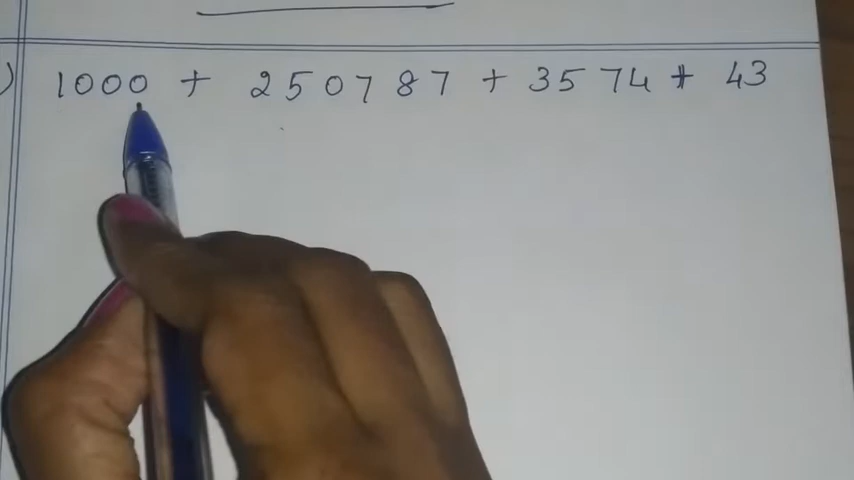 ) 1000 + 250787 + 3574 + 43